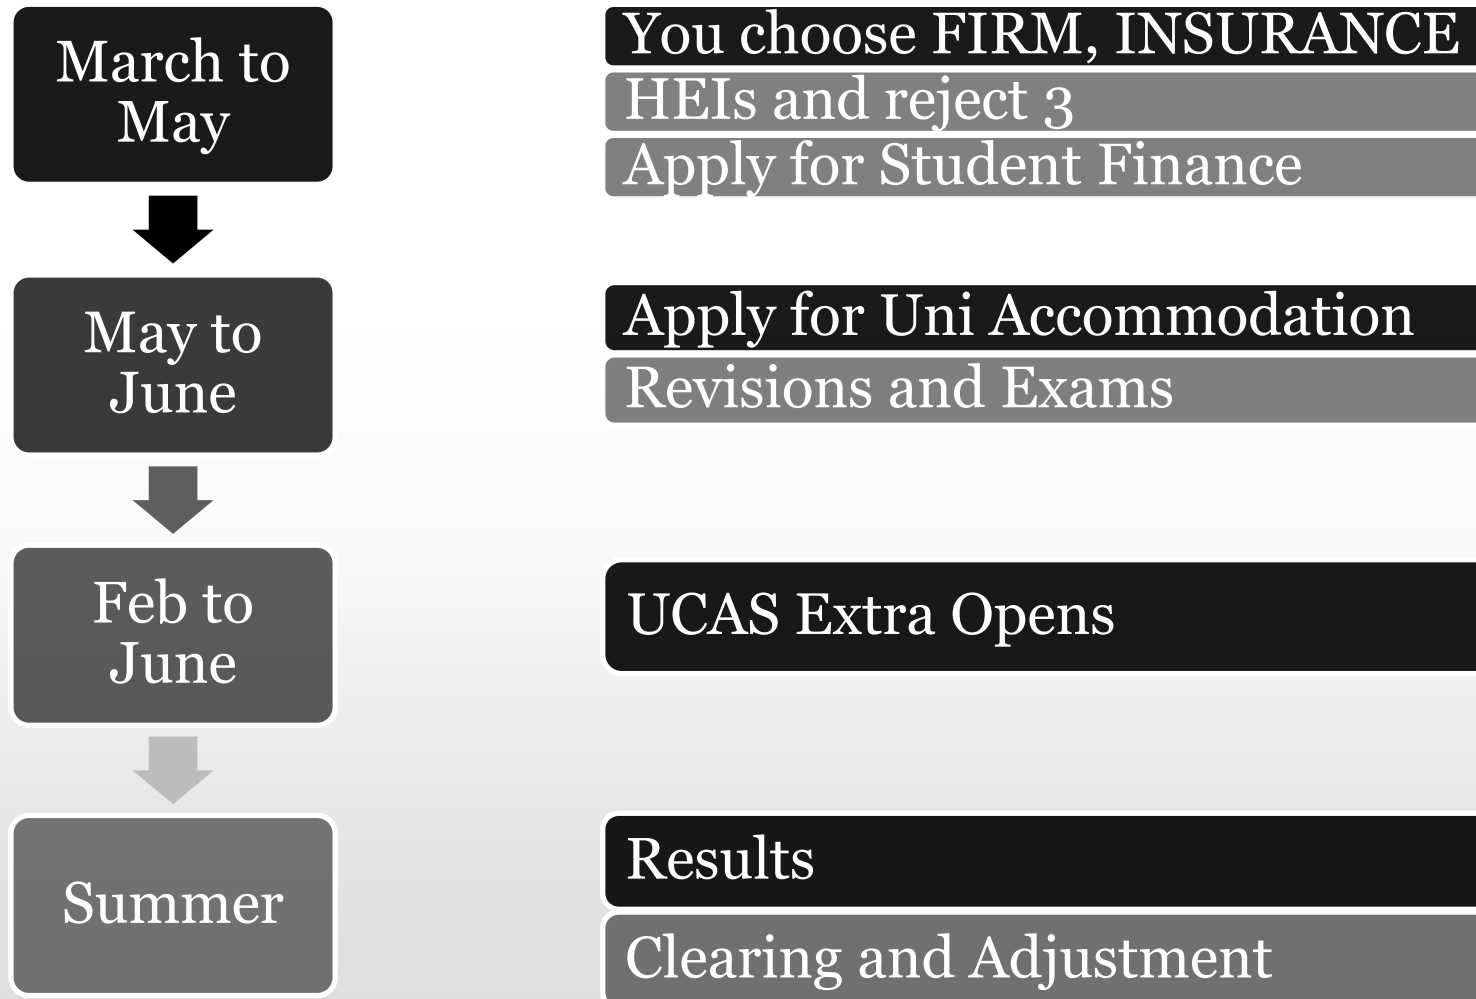 March to
May
You choose FIRM, INSURANCE
HEIs and reject 3
Apply for Student Finance
May to
June
Apply for Uni Accommodation
Revisions and Exams
Feb to
June
UCAS Extra Opens
Summer
Results
Clearing and Adjustment